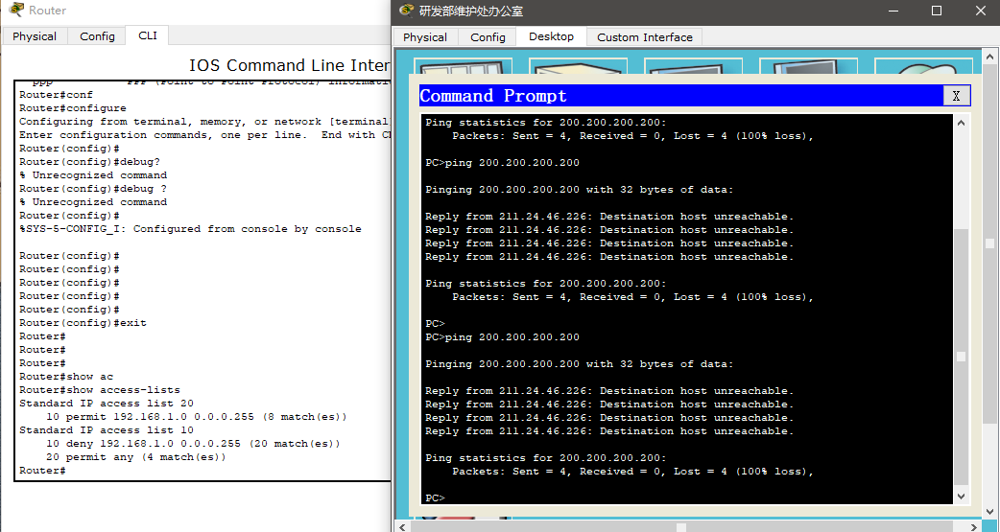 Router
Physical Config CLI
IOS Command Line Inter
Router#conf
Router#configure
Configuring from terminal, memory, or network [terminal]
Enter configuration commands, one per line.  End with
Router(config)#
Router(config)#debug?
% Unrecognized command
Router(config)#debug ?
% Unrecognized command
Router(config)#
%SYS-5-CONFIG_I: Configured from console by console
Router(config)#
Router(config)#
Router(config)#
Router(config)#
Router(config)#
Router(config)#exit
Router#
Router#
Router#
Router#show ac
Router#show access-lists
Standard IP access list 20
    10 permit 192.168.1.0 0.0.0.255 (8 match(es))
Standard IP access list 10
    10 deny 192.168.1.0 0.0.0.255 (20 match(es))
    20 permit any (4 match(es))
Router#
研发部维护处办公室
Physical Config Desktop Custom Interface
Command Prompt
X
Ping statistics for 200.200.200.200:
    Packets: Sent = 4, Received = 0, Lost = 4 (100% loss),
PC>ping 200.200.200.200
Pinging 200.200.200.200 with 32 bytes of data:
Reply from 211.24.46.226: Destination host unreachable.
Reply from 211.24.46.226: Destination host unreachable.
Reply from 211.24.46.226: Destination host unreachable.
Reply from 211.24.46.226: Destination host unreachable.
Ping statistics for 200.200.200.200:
    Packets: Sent = 4, Received = 0, Lost = 4 (100% loss),
PC>
PC>ping 200.200.200.200
Pinging 200.200.200.200 with 32 bytes of data:
Reply from 211.24.46.226: Destination host unreachable.
Reply from 211.24.46.226: Destination host unreachable.
Reply from 211.24.46.226: Destination host unreachable.
Reply from 211.24.46.226: Destination host unreachable.
Ping statistics for 200.200.200.200:
    Packets: Sent = 4, Received = 0, Lost = 4 (100% loss),
PC>